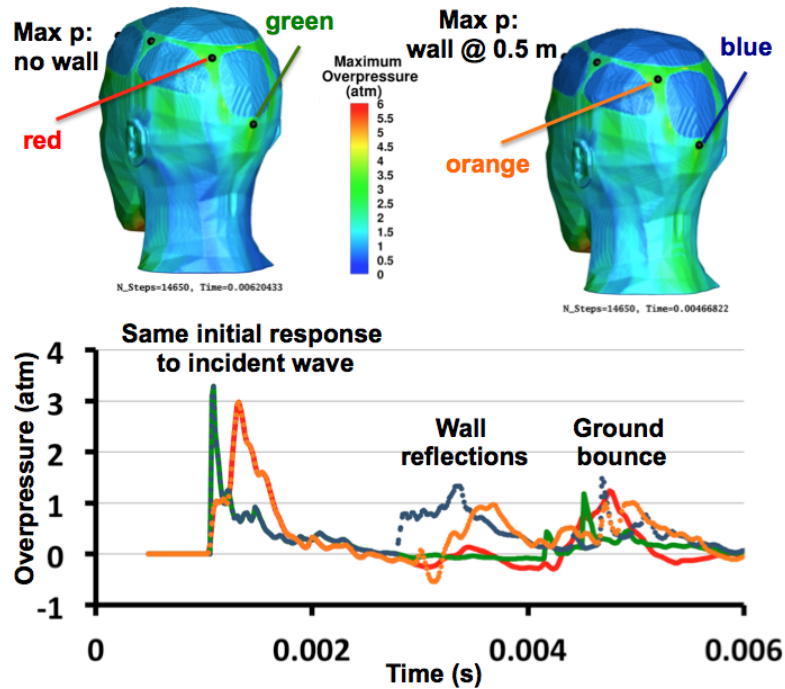 Max p:
no wall
green
red
Maximum
Overpressure
(atm)
6
5.5
5
4.5
4
3.5
3
2.5
2
1.5
1
0.5
0
N_Steps=14650, Time=0.00620433
Max p:
wall @ 0.5 m
blue
orange
N_Steps=14650, Time=0.00466822
Same initial response
to incident wave
Wall
reflections
Ground
bounce
Overpressure (atm)
4
3
2
1
0
-1
0
0.002
0.004
0.006
Time (s)